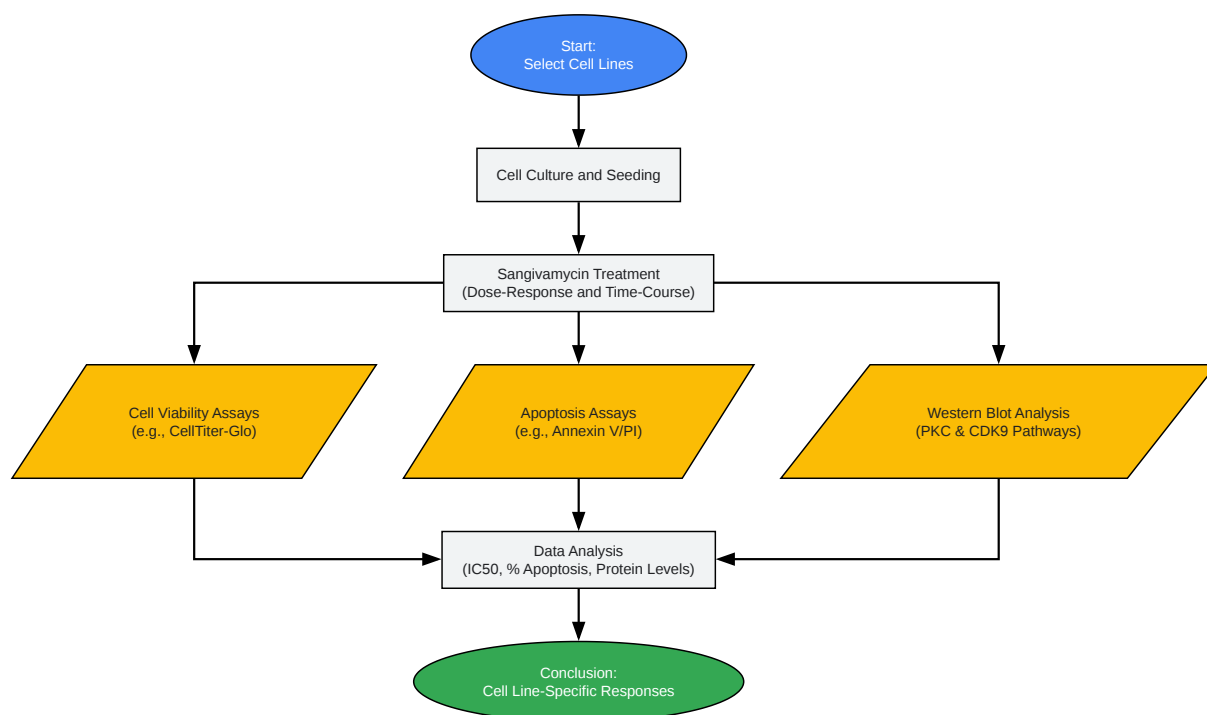 Start:
Select Cell Lines
Cell Culture and Seeding
Sangivamycin Treatment
(Dose-Response and Time-Course)
Cell Viability Assays
(e.g., CellTiter-Glo)
Apoptosis Assays
(e.g., Annexin V/PI)
Western Blot Analysis
(PKC & CDK9 Pathways)
Data Analysis
(IC50, % Apoptosis, Protein Levels)
Conclusion:
Cell Line-Specific Responses